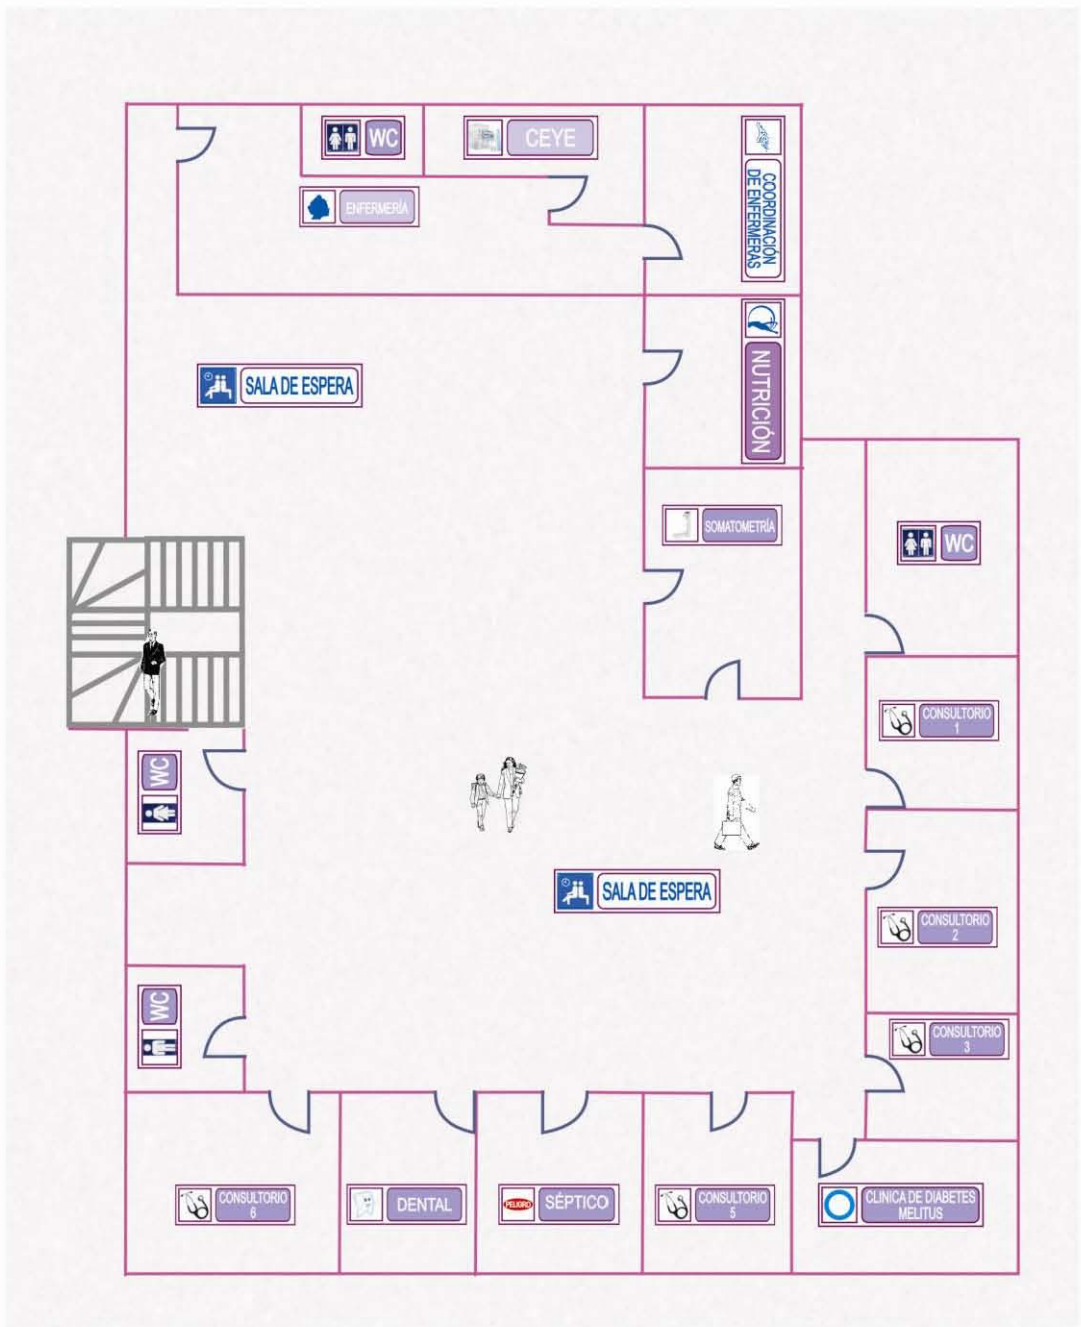 WC
CEYE
COORDINACIÓN
DE ENFERMERAS
ENFERMERÍA
NUTRICIÓN
SALA DE ESPERA
SOMATOMETRÍA
WC
CONSULTORIO
1
WC
SALA DE ESPERA
CONSULTORIO
2
WC
CONSULTORIO
3
CONSULTORIO
6
DENTAL
PELIGRO
SÉPTICO
CONSULTORIO
5
CLINICA DE DIABETES
MELITUS